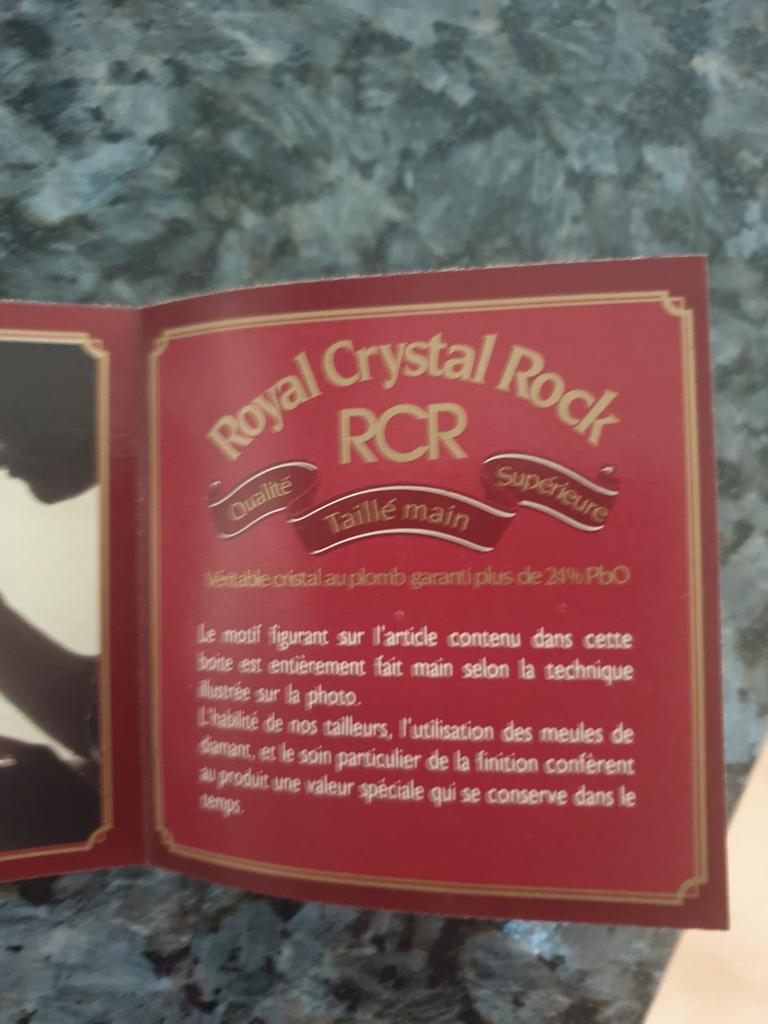 Royal Crystal Rock
RCR
Qualité Taillé main Supérieure
Véritable cristal au plomb garanti plus de 24% PbO
Le motif figurant sur l'article contenu dans cette
boite est entièrement fait main selon la technique
illustrée sur la photo.
L'habilité de nos tailleurs, l'utilisation des meules de
diamant, et le soin particulier de la finition confèrent
au produit une valeur spéciale qui se conserve dans le
temps.